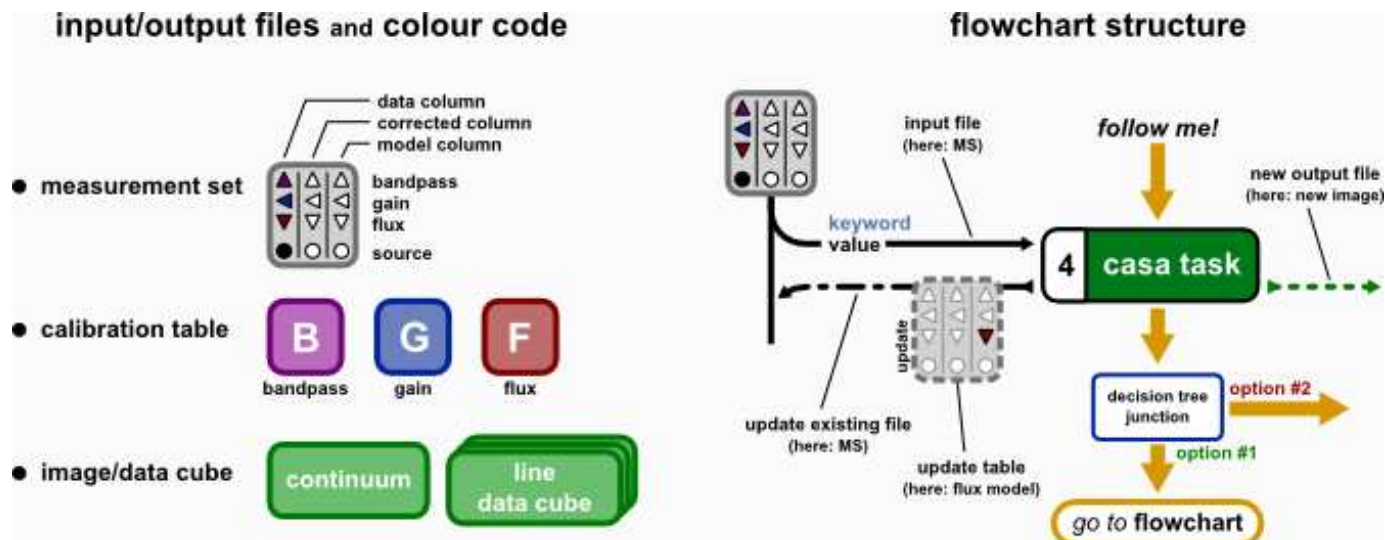 input/output files and colour code
data column
corrected column
model column
measurement set
bandpass
gain
flux
source
calibration table
B
G
F
bandpass
gain
flux
image/data cube
continuum
line
data cube
flowchart structure
input file
(here: MS)
follow me!
new output file
(here: new image)
keyword
value
4
casa task
update
update existing file
(here: MS)
update table
(here: flux model)
decision tree
junction
option #2
option #1
go to flowchart